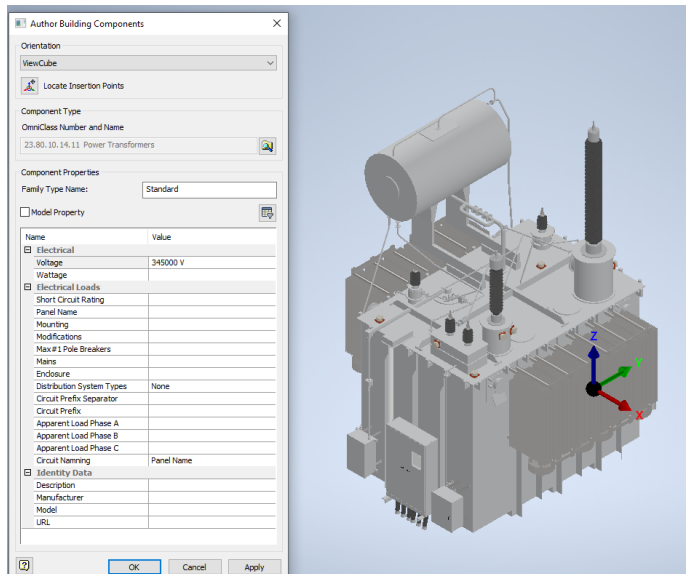 Author Building Components
Orientation
ViewCube
Locate Insertion Points
Component Type
OmniClass Number and Name
23.80.10.14.11 Power Transformers
Component Properties
Family Type Name: Standard
Model Property
Name Value
Electrical
Voltage 345000 V
Wattage
Electrical Loads
Short Circuit Rating
Panel Name
Mounting
Modifications
Max#1 Pole Breakers
Mains
Enclosure
Distribution System Types None
Circuit Prefix Separator
Circuit Prefix
Apparent Load Phase A
Apparent Load Phase B
Apparent Load Phase C
Circuit Namning Panel Name
Identity Data
Description
Manufacturer
Model
URL
OK Cancel Apply
Z
Y
X